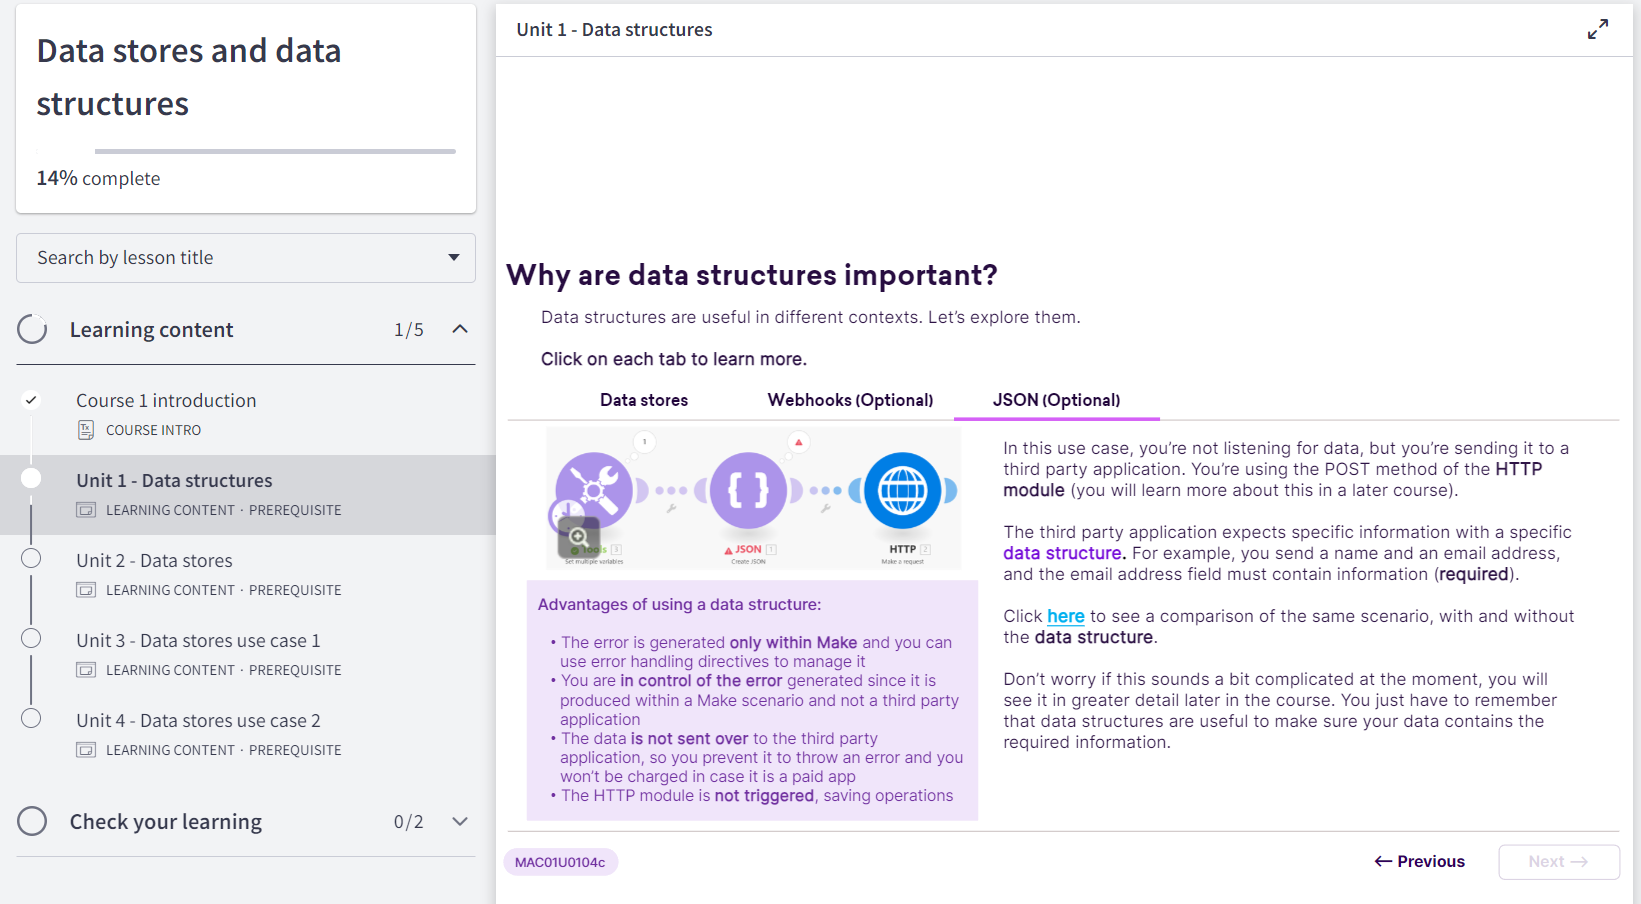 Data stores and data
structures
14% complete
Search by lesson title
Learning content 1/5
Course 1 introduction
COURSE INTRO
Unit 1 - Data structures
LEARNING CONTENT · PREREQUISITE
Unit 2 - Data stores
LEARNING CONTENT · PREREQUISITE
Unit 3 - Data stores use case 1
LEARNING CONTENT · PREREQUISITE
Unit 4 - Data stores use case 2
LEARNING CONTENT · PREREQUISITE
Check your learning 0/2
Unit 1 - Data structures
Why are data structures important?
Data structures are useful in different contexts. Let's explore them.
Click on each tab to learn more.
Data stores Webhooks (Optional) JSON (Optional)
1
Tools 3
Set multiple variables
JSON 1
Create JSON
HTTP 2
Make a request
Advantages of using a data structure:
• The error is generated only within Make and you can
use error handling directives to manage it
• You are in control of the error generated since it is
produced within a Make scenario and not a third party
application
• The data is not sent over to the third party
application, so you prevent it to throw an error and you
won't be charged in case it is a paid app
• The HTTP module is not triggered, saving operations
In this use case, you're not listening for data, but you're sending it to a
third party application. You're using the POST method of the HTTP
module (you will learn more about this in a later course).
The third party application expects specific information with a specific
data structure. For example, you send a name and an email address,
and the email address field must contain information (required).
Click here to see a comparison of the same scenario, with and without
the data structure.
Don't worry if this sounds a bit complicated at the moment, you will
see it in greater detail later in the course. You just have to remember
that data structures are useful to make sure your data contains the
required information.
MAC01U0104c
← Previous
Next →